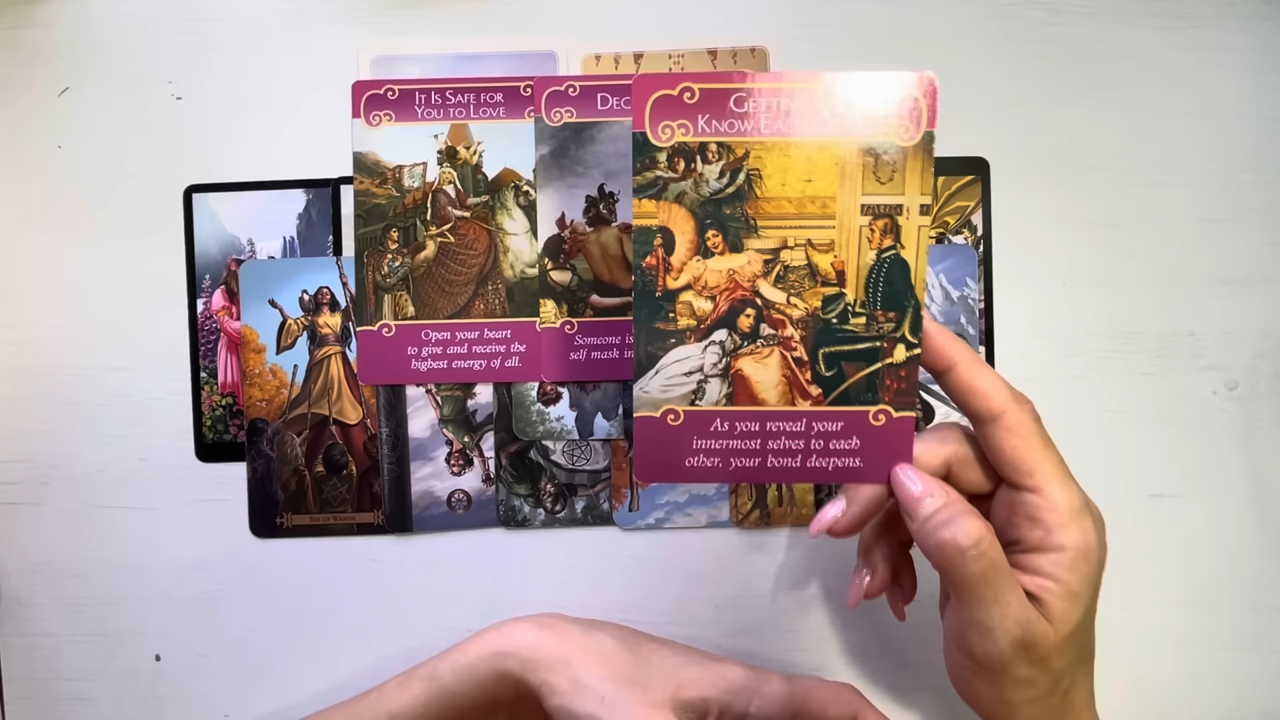 It Is Safe for
You to Love
Open your heart
to give and receive the
highest energy of all.
Dec
Someone is
self mask in
Getti
Know Ea
As you reveal your
innermost selves to each
other, your bond deepens.
Six of Wands